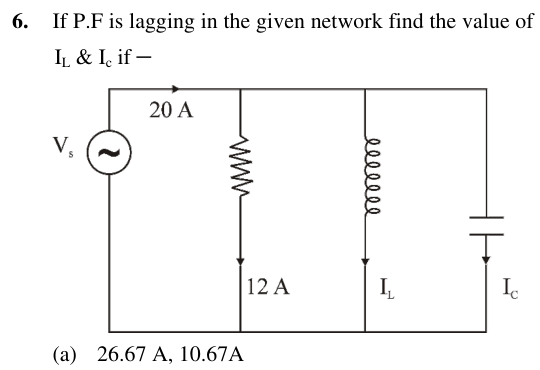 6. If P.F is lagging in the given network find the value of
I_L & I_c if –
20 A
V_s
~
12 A
I_L
I_C
(a) 26.67 A, 10.67A